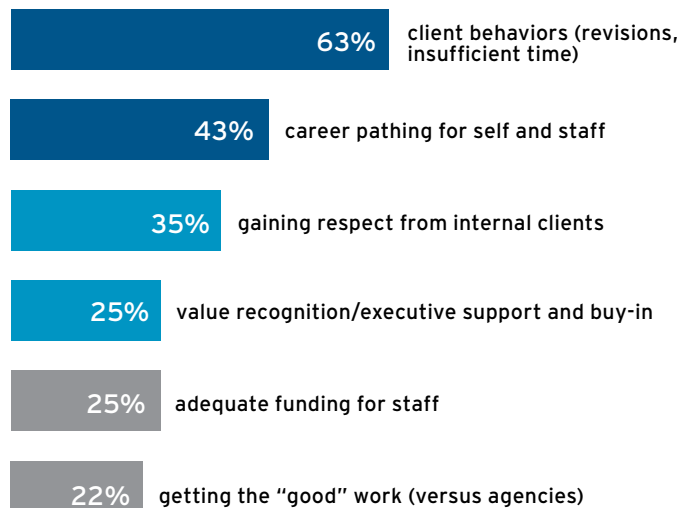 63%
client behaviors (revisions,
insufficient time)
43%
career pathing for self and staff
35%
gaining respect from internal clients
25%
value recognition/executive support and buy-in
25%
adequate funding for staff
22%
getting the “good” work (versus agencies)